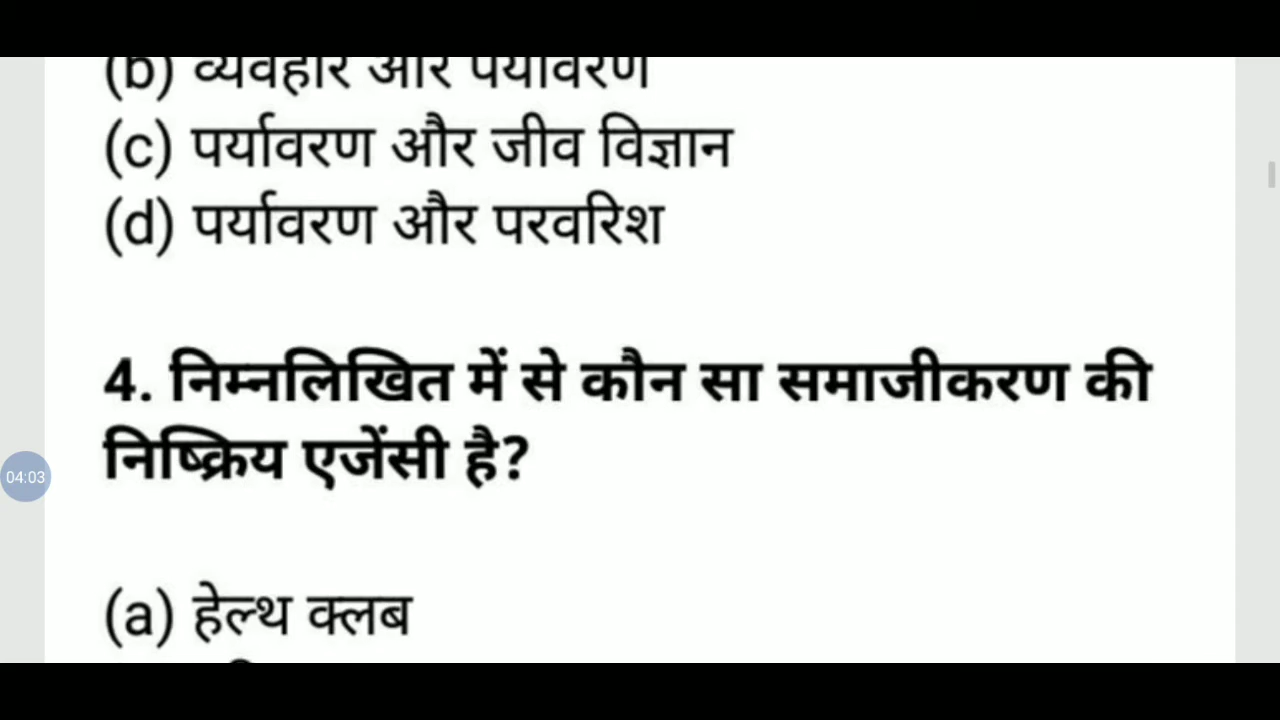 (b) व्यवहार और पर्यावरण
(c) पर्यावरण और जीव विज्ञान
(d) पर्यावरण और परवरिश
4. निम्नलिखित में से कौन सा समाजीकरण की
निष्क्रिय एजेंसी है?
04:03
(a) हेल्थ क्लब